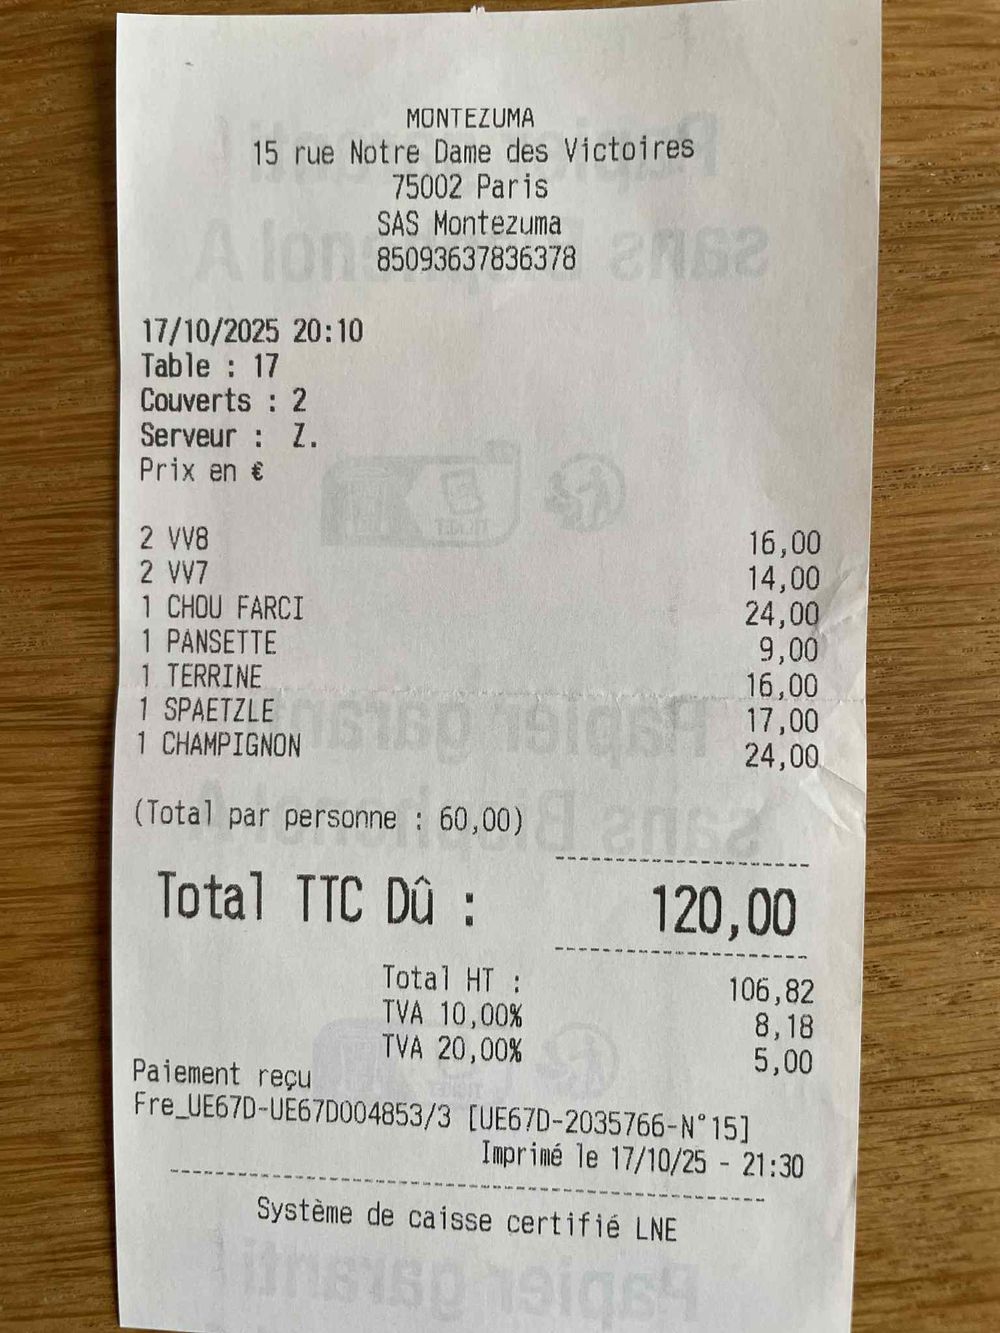 MONTEZUMA
15 rue Notre Dame des Victoires
75002 Paris
SAS Montezuma
85093637836378
17/10/2025 20:10
Table : 17
Couverts : 2
Serveur : Z.
Prix en €
2 VV8 16,00
2 VV7 14,00
1 CHOU FARCI 24,00
1 PANSETTE 9,00
1 TERRINE 16,00
1 SPAETZLE 17,00
1 CHAMPIGNON 24,00
(Total par personne : 60,00)
Total TTC Dû : 120,00
Total HT : 106,82
TVA 10,00% 8,18
TVA 20,00% 5,00
Paiement reçu
Fre_UE67D-UE67D004853/3 [UE67D-2035766-N°15]
Imprimé le 17/10/25 - 21:30
Système de caisse certifié LNE